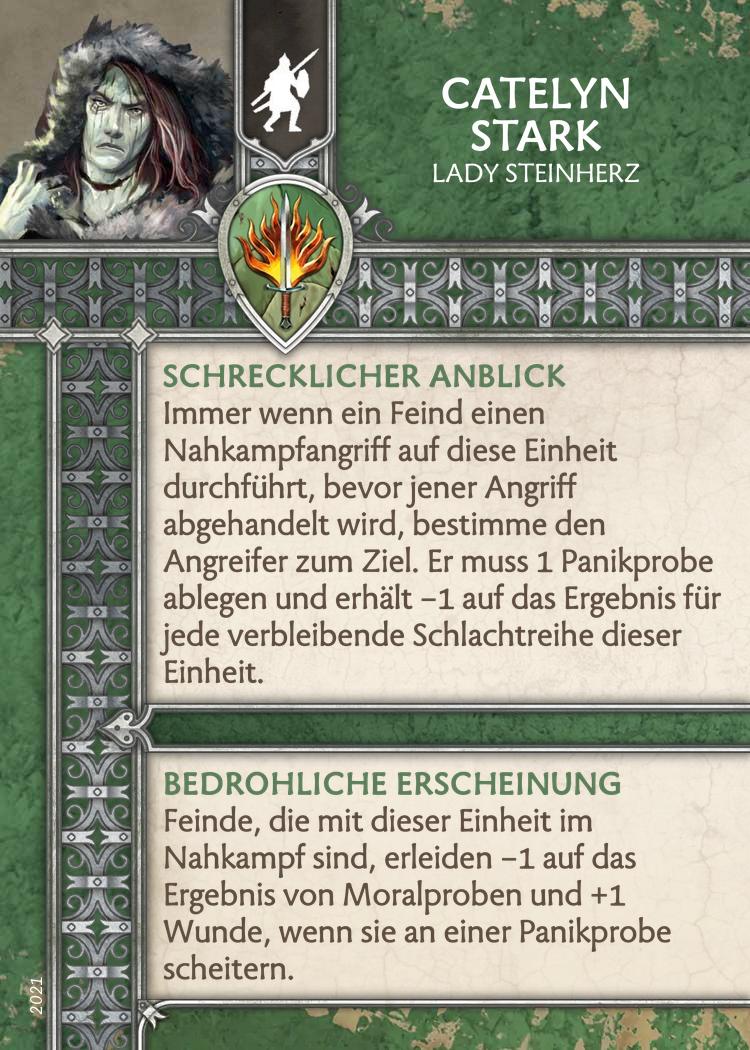 CATELYN
STARK
LADY STEINHERZ
SCHRECKLICHER ANBLICK
Immer wenn ein Feind einen
Nahkampfangriff auf diese Einheit
durchführt, bevor jener Angriff
abgehandelt wird, bestimme den
Angreifer zum Ziel. Er muss 1 Panikprobe
ablegen und erhält −1 auf das Ergebnis für
jede verbleibende Schlachtreihe dieser
Einheit.
BEDROHLICHE ERSCHEINUNG
Feinde, die mit dieser Einheit im
Nahkampf sind, erleiden −1 auf das
Ergebnis von Moralproben und +1
Wunde, wenn sie an einer Panikprobe
scheitern.
2021